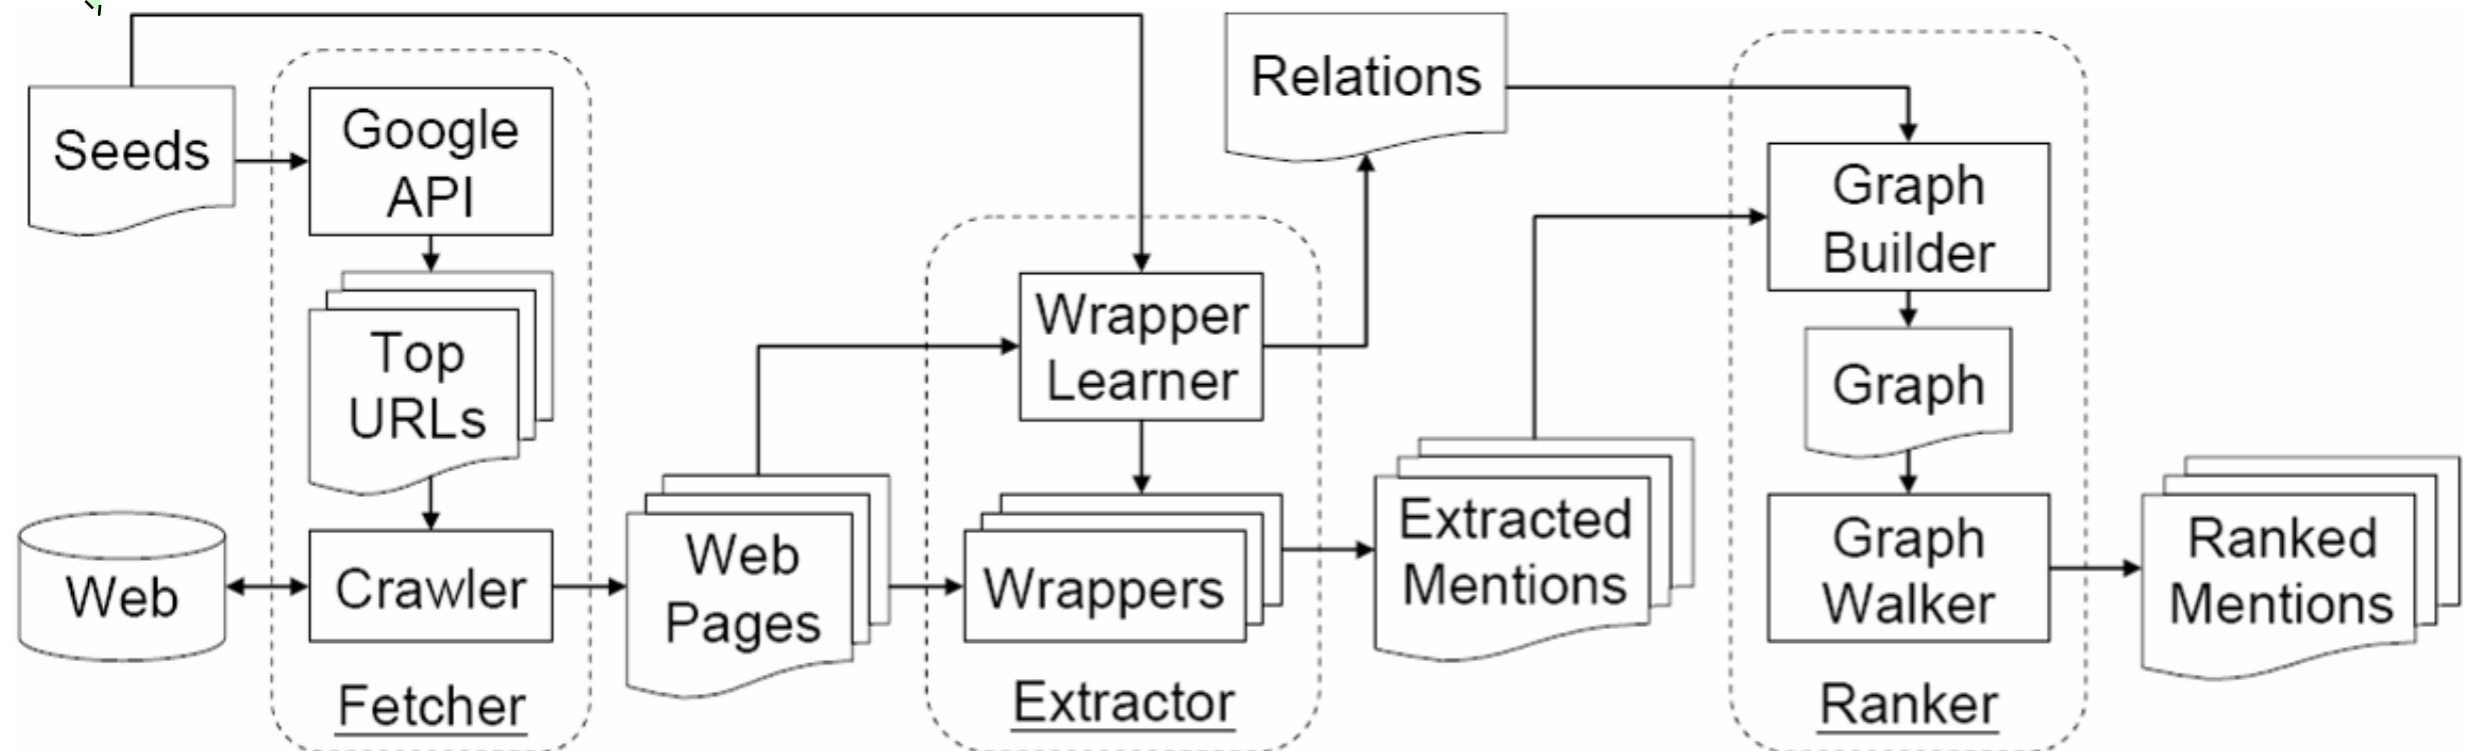 Seeds
Google
API
Top
URLs
Web
Crawler
Fetcher
Web
Pages
Wrapper
Learner
Wrappers
Extractor
Relations
Extracted
Mentions
Graph
Builder
Graph
Graph
Walker
Ranker
Ranked
Mentions